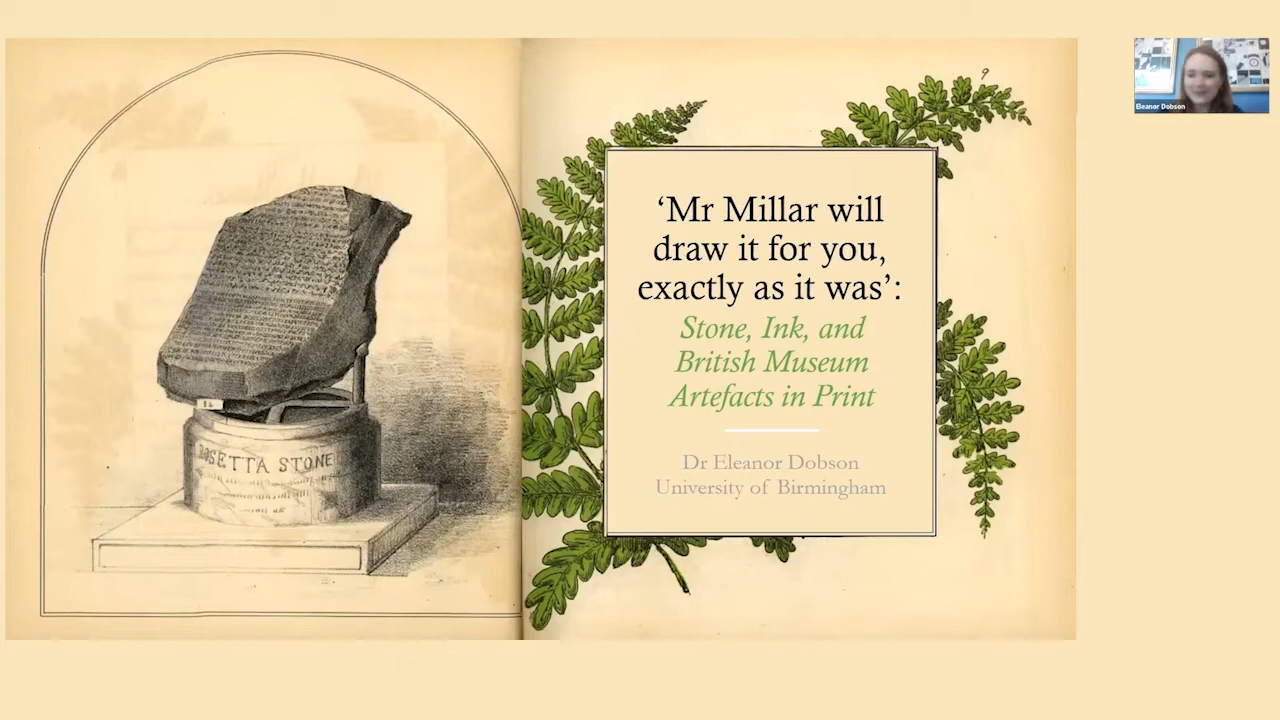 ROSETTA STONE
9
‘Mr Millar will
draw it for you,
exactly as it was’:
Stone, Ink, and
British Museum
Artefacts in Print
Dr Eleanor Dobson
University of Birmingham
Eleanor Dobson